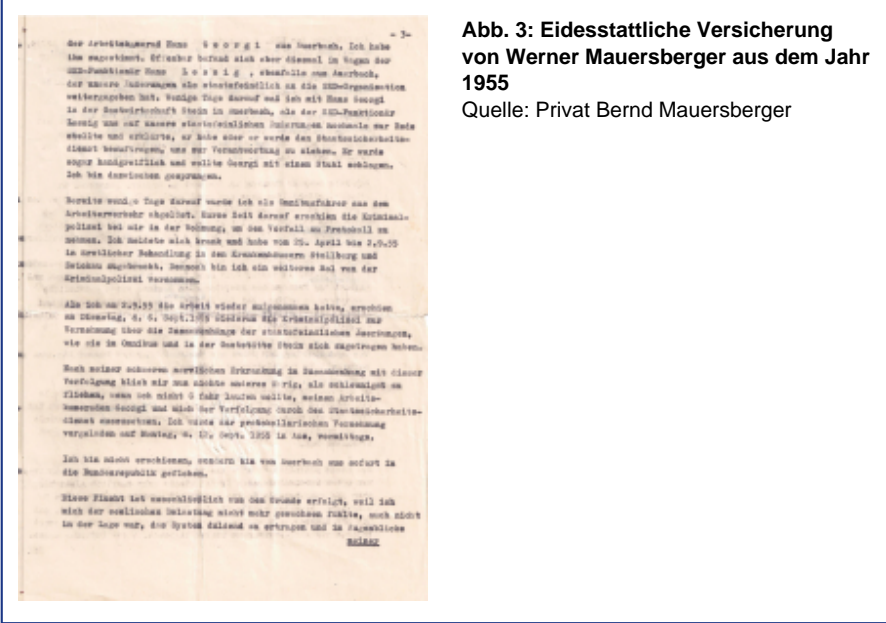 - 3-
der Arbeitskamerad Hans G e o r g i aus Auerbach. Ich habe
ihm zugestimmt. Offenbar befand sich aber diesmal im Wagen der
SED-Funktionär Hans L o s s i g , ebenfalls aus Auerbach,
der unsere Äußerungen als staatsfeindlich an die SED-Organisation
weitergegeben hat. Wenige Tage darauf war ich mit Hans Georgi
in der Gastwirtschaft Stein in Auerbach, als der SED-Funktionär
Lossig uns auf unsere staatsfeindlichen Äußerungen nochmals zur Rede
stellte und erklärte, er habe oder er werde den Staatssicherheits-
dienst beauftragen, uns zur Verantwortung zu ziehen. Er wurde
sogar handgreiflich und wollte Georgi mit einem Stuhl schlagen.
Ich bin dazwischen gesprungen.
Bereits wenige Tage darauf wurde ich als Omnibusfahrer aus dem
Arbeiterverkehr abgelöst. Kurze Zeit darauf erschien die Kriminal-
polizei bei mir in der Wohnung, um den Vorfall zu Protokoll zu
nehmen. Ich meldete mich krank und habe vom 25. April bis 2.9.55
in ärztlicher Behandlung in den Krankenhäusern Stollberg und
Zwickau zugebracht. Dennoch bin ich ein weiteres Mal von der
Kriminalpolizei vernommen.
Als ich am 2.9.55 die Arbeit wieder aufgenommen hatte, erschien
am Dienstag, d. 6. Sept.1955 wiederum die Kriminalpolizei zur
Vernehmung über die Zusammenhänge der staatsfeindlichen Äusserungen,
wie sie im Omnibus und in der Gaststätte Stein sich zugetragen haben.
Nach meiner schweren seelischen Erkrankung in Zusammenhang mit dieser
Verfolgung blieb mir nun nichts anderes übrig, als schleunigst zu
fliehen, wenn ich nicht Gefahr laufen wollte, meinen Arbeits-
kameraden Georgi und mich der Verfolgung durch den Staatssicherheits-
dienst auszusetzen. Ich wurde zur protokollarischen Vernehmung
vorgeladen auf Montag, d. 12. Sept. 1955 in Aue, vormittags.
Ich bin nicht erschienen, sondern bin von Auerbach aus sofort in
die Bundesrepublik geflohen.
Diese Flucht ist ausschließlich aus dem Grunde erfolgt, weil ich
mich der seelischen Belastung nicht mehr gewachsen fühlte, auch nicht
in der Lage war, das System duldend zu ertragen und im
meiner
Abb. 3: Eidesstattliche Versicherung
von Werner Mauersberger aus dem Jahr
1955
Quelle: Privat Bernd Mauersberger